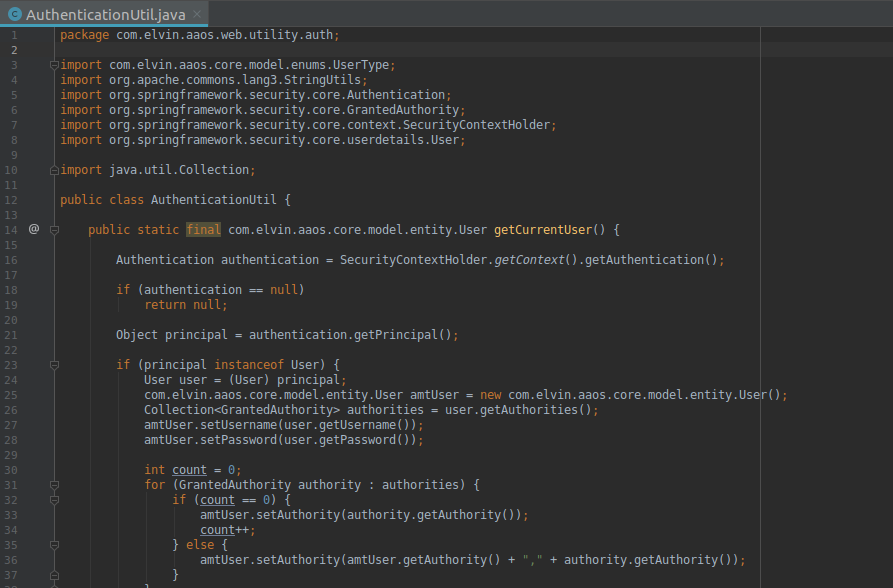 AuthenticationUtil.java
1 package com.elvin.aaos.web.utility.auth;
2
3 import com.elvin.aaos.core.model.enums.UserType;
4 import org.apache.commons.lang3.StringUtils;
5 import org.springframework.security.core.Authentication;
6 import org.springframework.security.core.GrantedAuthority;
7 import org.springframework.security.core.context.SecurityContextHolder;
8 import org.springframework.security.core.userdetails.User;
9
10 import java.util.Collection;
11
12 public class AuthenticationUtil {
13
14 @ public static final com.elvin.aaos.core.model.entity.User getCurrentUser() {
15
16 Authentication authentication = SecurityContextHolder.getContext().getAuthentication();
17
18 if (authentication == null)
19 return null;
20
21 Object principal = authentication.getPrincipal();
22
23 if (principal instanceof User) {
24 User user = (User) principal;
25 com.elvin.aaos.core.model.entity.User amtUser = new com.elvin.aaos.core.model.entity.User();
26 Collection<GrantedAuthority> authorities = user.getAuthorities();
27 amtUser.setUsername(user.getUsername());
28 amtUser.setPassword(user.getPassword());
29
30 int count = 0;
31 for (GrantedAuthority authority : authorities) {
32 if (count == 0) {
33 amtUser.setAuthority(authority.getAuthority());
34 count++;
35 } else {
36 amtUser.setAuthority(amtUser.getAuthority() + "," + authority.getAuthority());
37 }